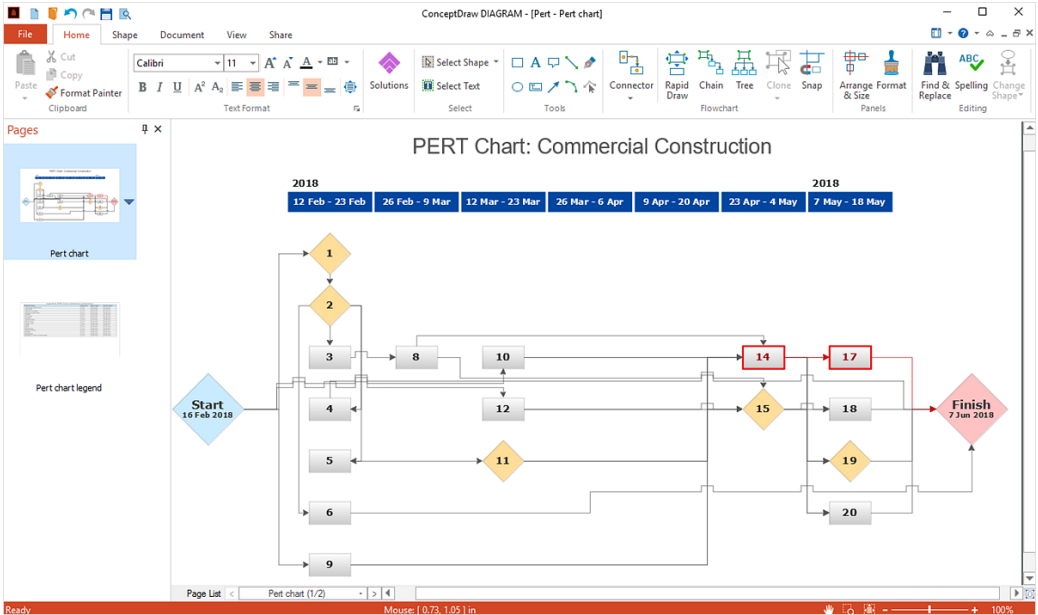 ConceptDraw DIAGRAM - [Pert - Pert chart]
File Home Shape Document View Share
Cut
Copy
Paste
Format Painter
Clipboard
Calibri 11
Text Format
Solutions
Select Shape
Select Text
Select
Tools
Connector
Rapid Draw
Chain
Tree
Clone
Snap
Flowchart
Arrange & Size
Format
Panels
Find & Replace
Spelling
Change Shape
Editing
Pages
Pert chart
Pert chart legend
PERT Chart: Commercial Construction
2018 2018
12 Feb - 23 Feb 26 Feb - 9 Mar 12 Mar - 23 Mar 26 Mar - 6 Apr 9 Apr - 20 Apr 23 Apr - 4 May 7 May - 18 May
1
2
3 8 10 14 17
Start
16 Feb 2018
4 12 15 18
Finish
7 Jun 2018
5 11 19
6 20
9
Page List Pert chart (1/2)
Ready Mouse: [ 0.73, 1.05 ] in 100%